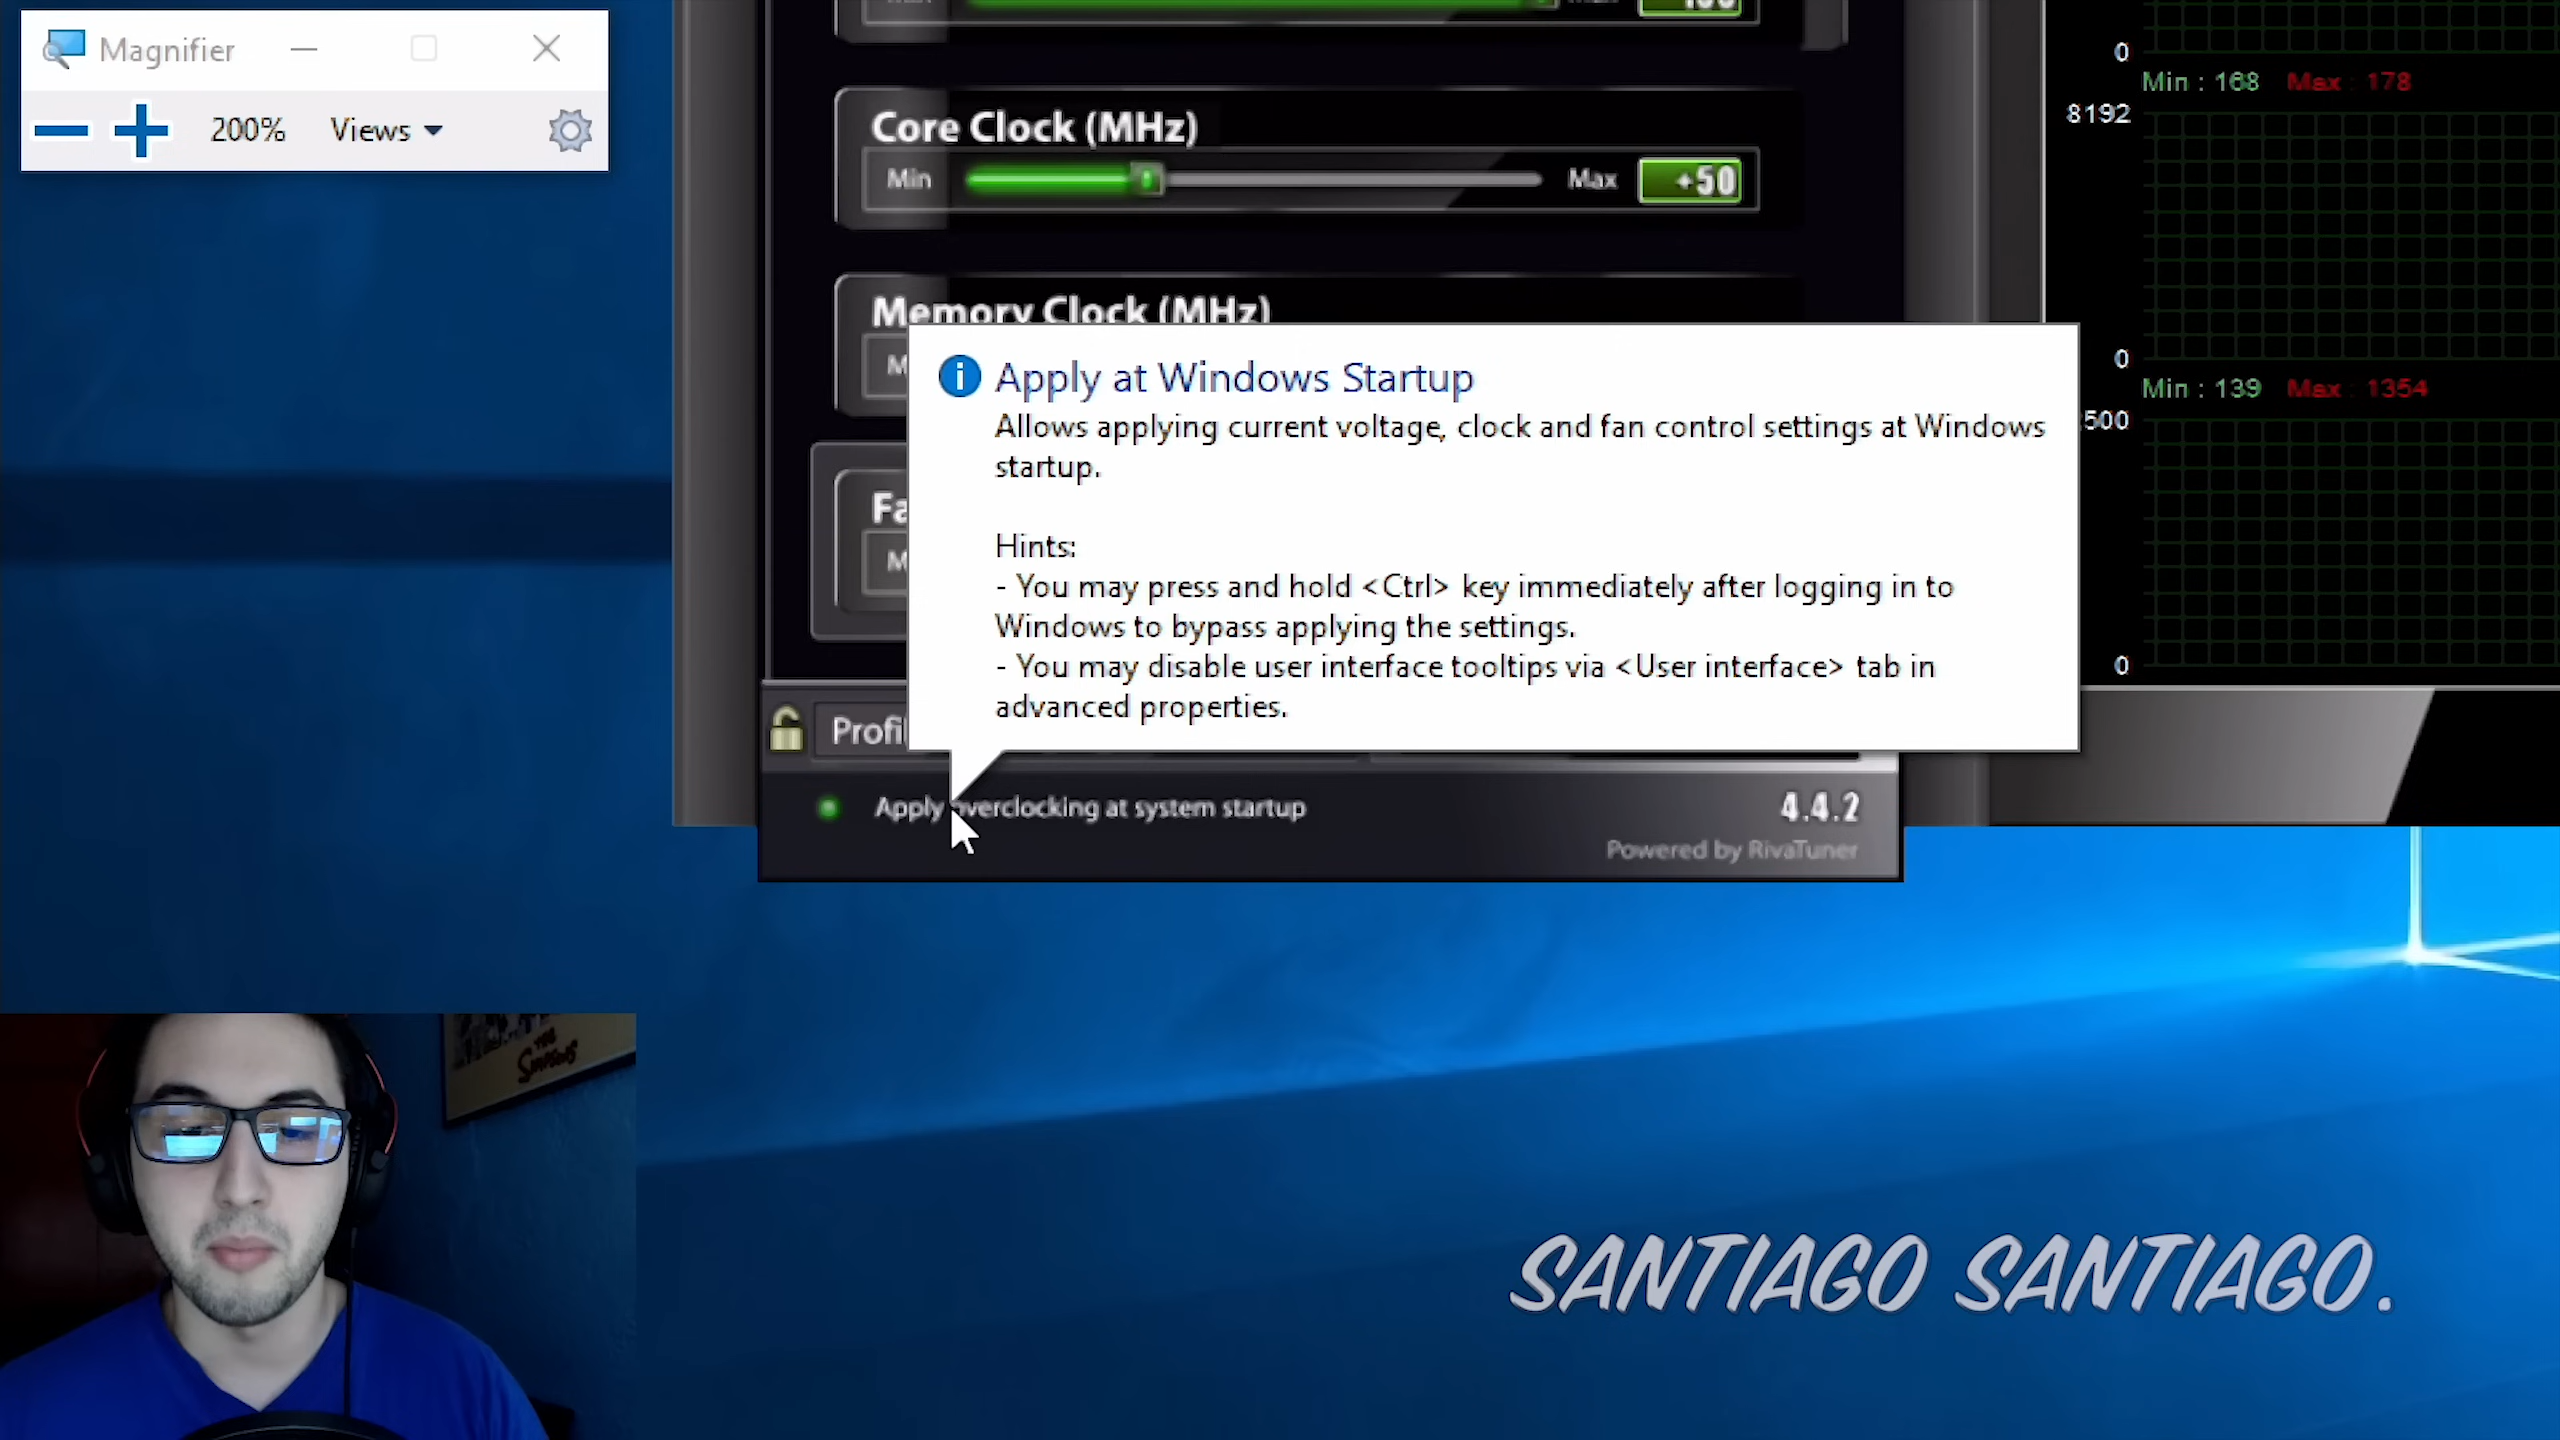 Magnifier
200% Views
Min Max
Core Clock (MHz)
Min Max +50
Memory Clock (MHz)
Apply at Windows Startup
Allows applying current voltage, clock and fan control settings at Windows
startup.
Hints:
- You may press and hold <Ctrl> key immediately after logging in to
Windows to bypass applying the settings.
- You may disable user interface tooltips via <User interface> tab in
advanced properties.
Apply overclocking at system startup
4.4.2
Powered by RivaTuner
0
Min : 168 Max : 178
8192
0
Min : 139 Max : 1354
0
THE
SIMPSONS
SANTIAGO SANTIAGO.